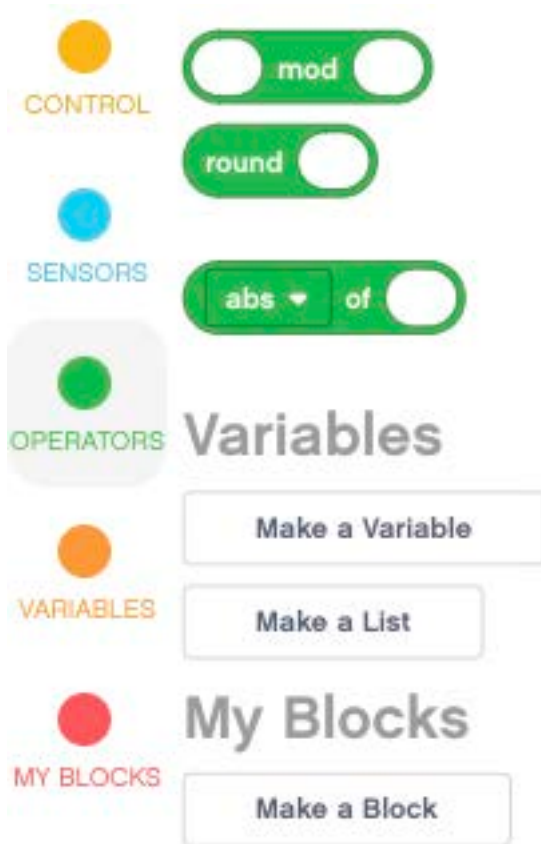 CONTROL
SENSORS
OPERATORS
VARIABLES
MY BLOCKS
mod
round
abs of
Variables
Make a Variable
Make a List
My Blocks
Make a Block